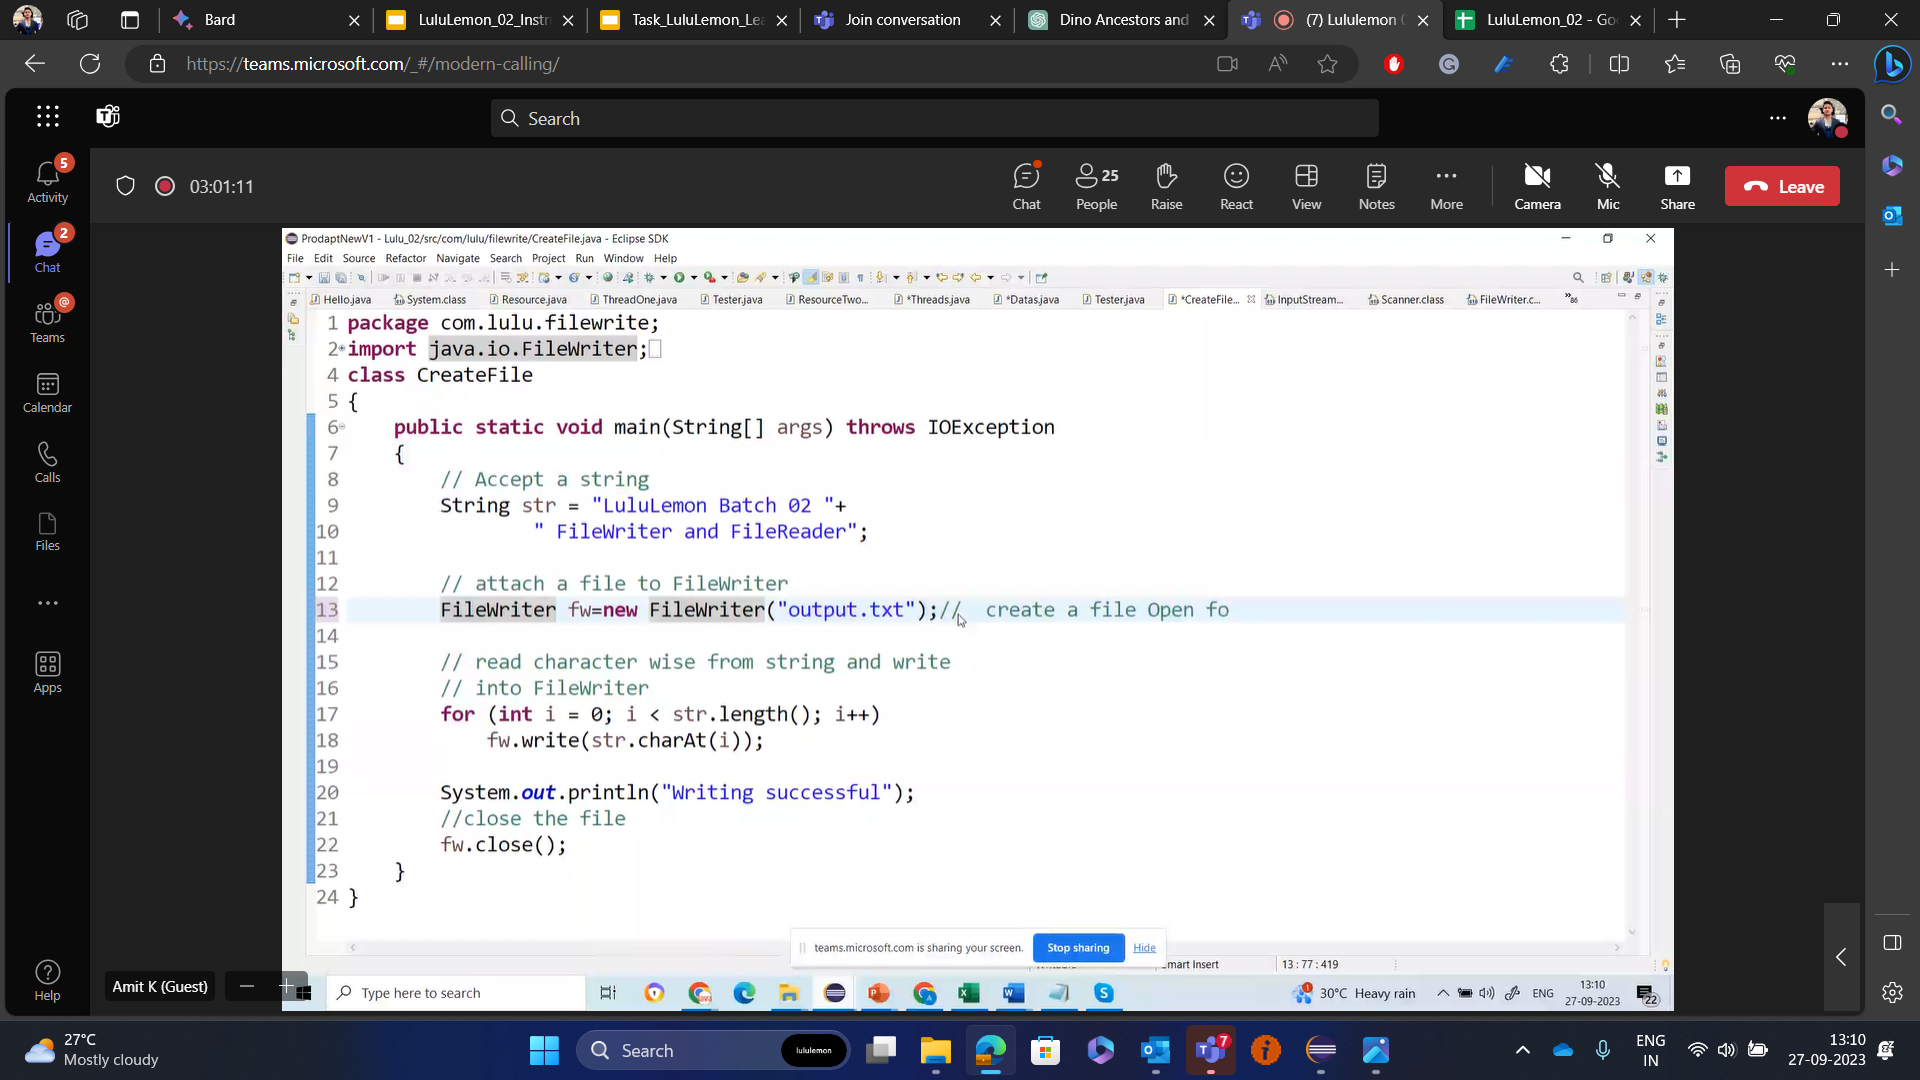 Bard
LuluLemon_02_Instr
Task_LuluLemon_Le
Join conversation
Dino Ancestors and
(7) Lululemon
LuluLemon_02 - Go
https://teams.microsoft.com/_#/modern-calling/
Search
03:01:11
Chat
25
People
Raise
React
View
Notes
More
Camera
Mic
Share
Leave
5
Activity
2
Chat
@
Teams
Calendar
Calls
Files
Apps
Help
ProdaptNewV1 - Lulu_02/src/com/lulu/filewrite/CreateFile.java - Eclipse SDK
File Edit Source Refactor Navigate Search Project Run Window Help
Hello.java System.class Resource.java ThreadOne.java Tester.java ResourceTwo... *Threads.java *Datas.java Tester.java *CreateFile... InputStream... Scanner.class FileWriter.c... »86
1 package com.lulu.filewrite;
2 import java.io.FileWriter;
4 class CreateFile
5 {
6 public static void main(String[] args) throws IOException
7 {
8 // Accept a string
9 String str = "LuluLemon Batch 02 "+
10 " FileWriter and FileReader";
11
12 // attach a file to FileWriter
13 FileWriter fw=new FileWriter("output.txt");// create a file Open fo
14
15 // read character wise from string and write
16 // into FileWriter
17 for (int i = 0; i < str.length(); i++)
18 fw.write(str.charAt(i));
19
20 System.out.println("Writing successful");
21 //close the file
22 fw.close();
23 }
24 }
teams.microsoft.com is sharing your screen. Stop sharing Hide
Smart Insert 13 : 77 : 419
Amit K (Guest)
Type here to search
30°C Heavy rain
ENG
13:10
27-09-2023
22
27°C
Mostly cloudy
Search
lululemon
7
ENG
IN
13:10
27-09-2023